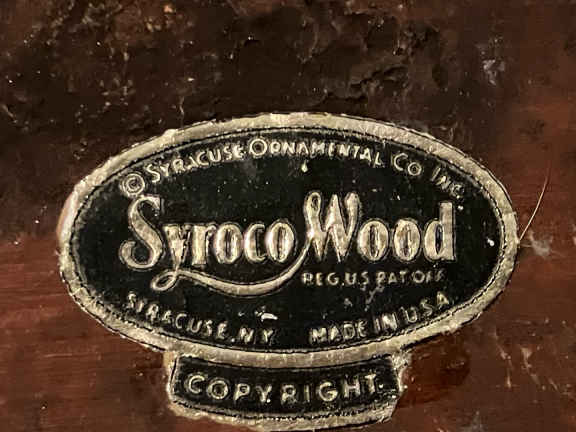 © SYRACUSE ORNAMENTAL CO INC.
Syroco Wood
REG. U.S. PAT OFF
SYRACUSE, N.Y. MADE IN U.S.A
COPYRIGHT.